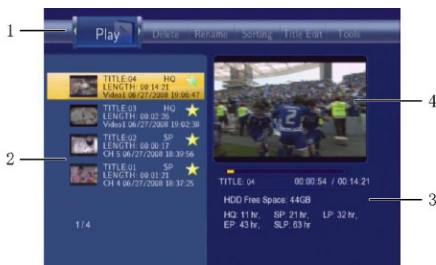 1
Play Delete Rename Sorting Title Edit Tools
TITLE:04 HQ
LENGTH: 00:14:21
Video1 06/27/2008 19:06:47
TITLE:03 HQ
LENGTH: 00:02:26
Video1 06/27/2008 19:02:38
TITLE:02 SP
LENGTH: 00:00:17
CH 5 06/27/2008 18:39:56
TITLE:01 SP
LENGTH: 00:01:21
CH 4 06/27/2008 18:37:25
2
1/4
4
TITLE: 04 00:00:54 / 00:14:21
HDD Free Space: 44GB
3
HQ: 11 hr, SP: 21 hr, LP: 32 hr,
EP: 43 hr, SLP: 63 hr